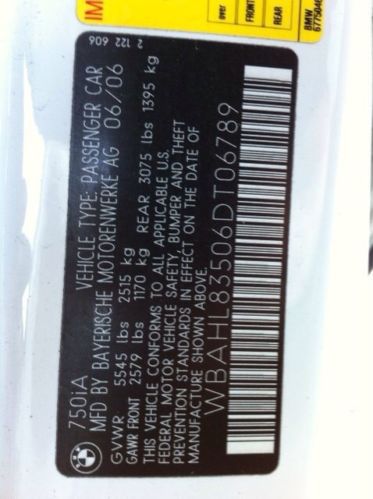 2 122 606
750iA VEHICLE TYPE: PASSENGER CAR
MFD BY BAYERISCHE MOTORENWERKE AG 06/06
GVWR 5545 lbs 2515 kg
GAWR FRONT 2579 lbs 1170 kg REAR 3075 lbs 1395 kg
THIS VEHICLE CONFORMS TO ALL APPLICABLE U.S.
FEDERAL MOTOR VEHICLE SAFETY, BUMPER AND THEFT
PREVENTION STANDARDS IN EFFECT ON THE DATE OF
MANUFACTURE SHOWN ABOVE.
WBAHL83506DT06789
over
FRONT
REAR
BMW